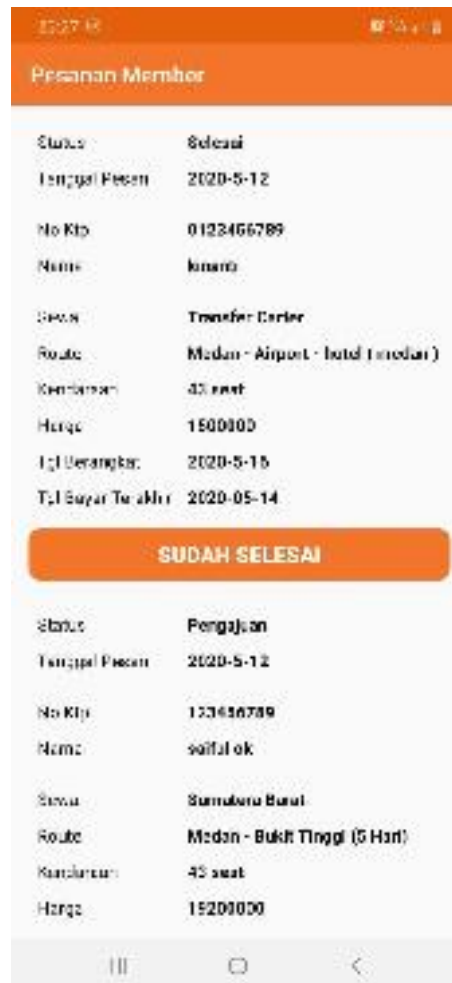 Pesanan Member
Status Selesai
Tanggal Pesan 2020-5-12
No Ktp 0123456789
Nama
Sewa Transfer Carter
Route Medan - Airport - hotel ( medan )
Kendaraan 43 seat
Harga 1500000
Tgl Berangkat 2020-5-15
Tgl Bayar Terakhir 2020-05-14
SUDAH SELESAI
Status Pengajuan
Tanggal Pesan 2020-5-12
No Ktp 123456789
Nama saiful ok
Sewa Sumatera Barat
Route Medan - Bukit Tinggi (5 Hari)
Kendaraan 43 seat
Harga 19200000